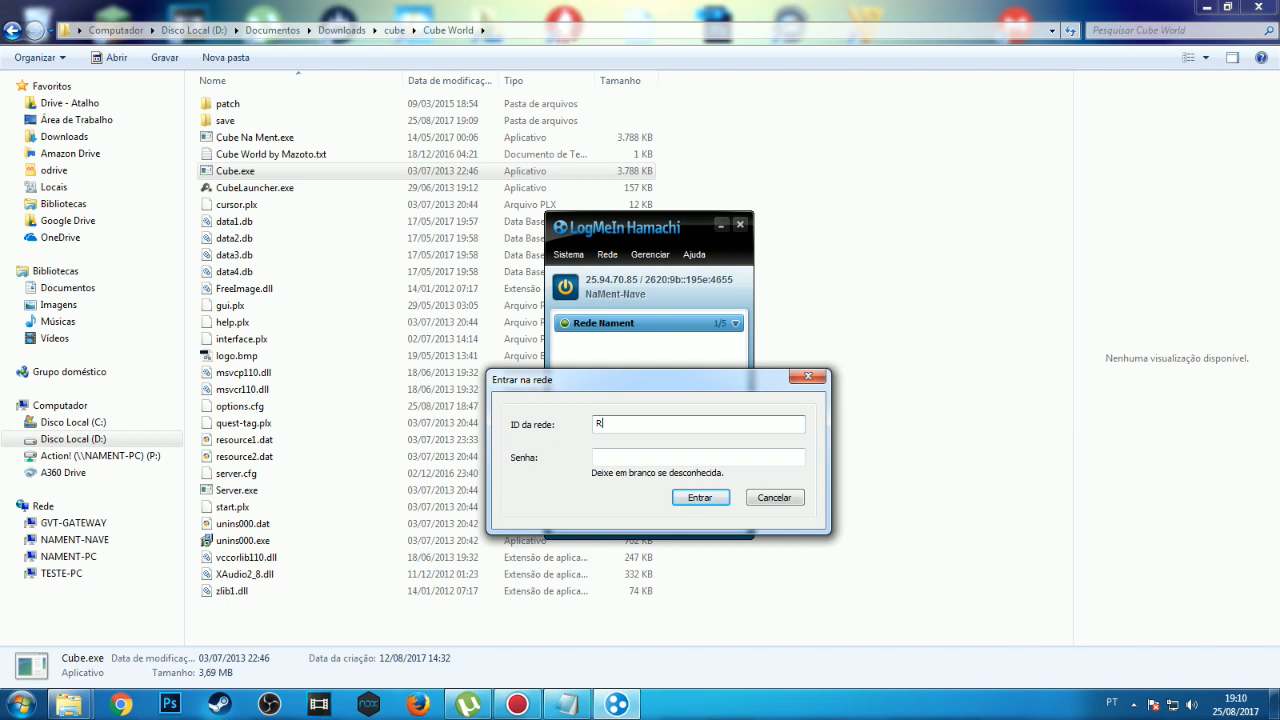 Computador
Disco Local (D:)
Documentos
Downloads
cube
Cube World
Pesquisar Cube World
Organizar
Abrir
Gravar
Nova pasta
Favoritos
Drive - Atalho
Área de Trabalho
Downloads
Amazon Drive
odrive
Locais
Bibliotecas
Google Drive
OneDrive
Bibliotecas
Documentos
Imagens
Músicas
Vídeos
Grupo doméstico
Computador
Disco Local (C:)
Disco Local (D:)
Action! (\\NAMENT-PC) (P:)
A360 Drive
Rede
GVT-GATEWAY
NAMENT-NAVE
NAMENT-PC
TESTE-PC
Nome Data de modificaç... Tipo Tamanho
patch 09/03/2015 18:54 Pasta de arquivos
save 25/08/2017 19:09 Pasta de arquivos
Cube Na Ment.exe 14/05/2017 00:06 Aplicativo 3.788 KB
Cube World by Mazoto.txt 18/12/2016 04:21 Documento de Te... 1 KB
Cube.exe 03/07/2013 22:46 Aplicativo 3.788 KB
CubeLauncher.exe 29/06/2013 19:12 Aplicativo 157 KB
cursor.plx 03/07/2013 20:44 Arquivo PLX 12 KB
data1.db 17/05/2017 19:57 Data Base
data2.db 17/05/2017 19:58 Data Base
data3.db 17/05/2017 19:58 Data Base
data4.db 17/05/2017 19:58 Data Base
FreeImage.dll 14/01/2012 07:17 Extensão
gui.plx 29/05/2013 03:05 Arquivo
help.plx 03/07/2013 20:44 Arquivo
interface.plx 02/07/2013 14:14 Arquivo
logo.bmp 19/05/2013 13:41 Arquivo
msvcp110.dll 18/06/2013 19:32
msvcr110.dll 18/06/2013 19:32
options.cfg 25/08/2017 18:47
quest-tag.plx 03/07/2013 20:44
resource1.dat 03/07/2013 23:33
resource2.dat 03/07/2013 20:44
server.cfg 02/12/2016 23:40
Server.exe 03/07/2013 20:44
start.plx 03/07/2013 20:44
unins000.dat 03/07/2013 20:42
unins000.exe 03/07/2013 20:42 Aplicativo 702 KB
vccorlib110.dll 18/06/2013 19:32 Extensão de aplica... 247 KB
XAudio2_8.dll 11/12/2012 01:23 Extensão de aplica... 332 KB
zlib1.dll 14/01/2012 07:17 Extensão de aplica... 74 KB
LogMeIn Hamachi
Sistema Rede Gerenciar Ajuda
25.94.70.85 / 2620:9b::195e:4655
NaMent-Nave
Rede Nament 1/5
Entrar na rede
ID da rede: R
Senha:
Deixe em branco se desconhecida.
Entrar Cancelar
Nenhuma visualização disponível.
Cube.exe Data de modificaç... 03/07/2013 22:46 Data da criação: 12/08/2017 14:32
Aplicativo Tamanho: 3,69 MB
Ps
nox
PT
19:10
25/08/2017